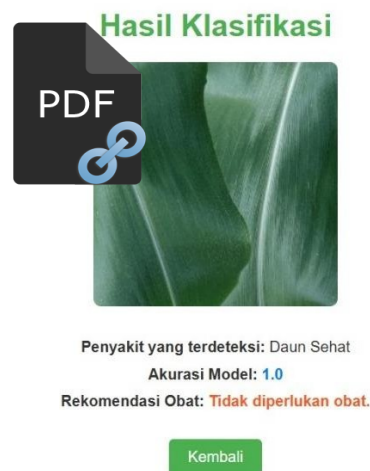 Hasil Klasifikasi
PDF
Penyakit yang terdeteksi: Daun Sehat
Akurasi Model: 1.0
Rekomendasi Obat: Tidak diperlukan obat.
Kembali